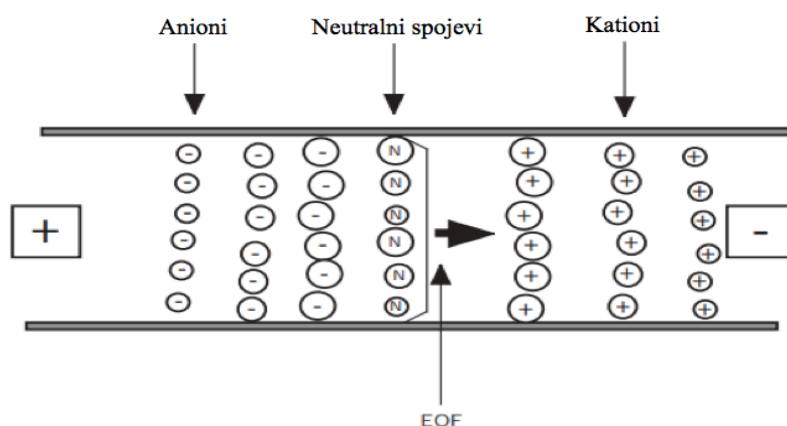 Anioni Neutralni spojevi Kationi
- - - N + + +
- - - N + + +
- - - N + + +
+ - - - N + + + -
- - - N + + +
- - - N + + +
EOF